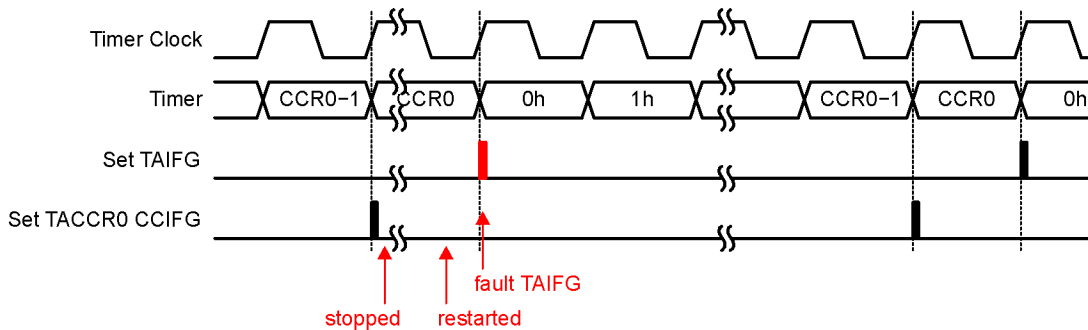 Timer Clock
Timer CCR0−1 CCR0 0h 1h CCR0−1 CCR0 0h
Set TAIFG
Set TACCR0 CCIFG
fault TAIFG
stopped restarted